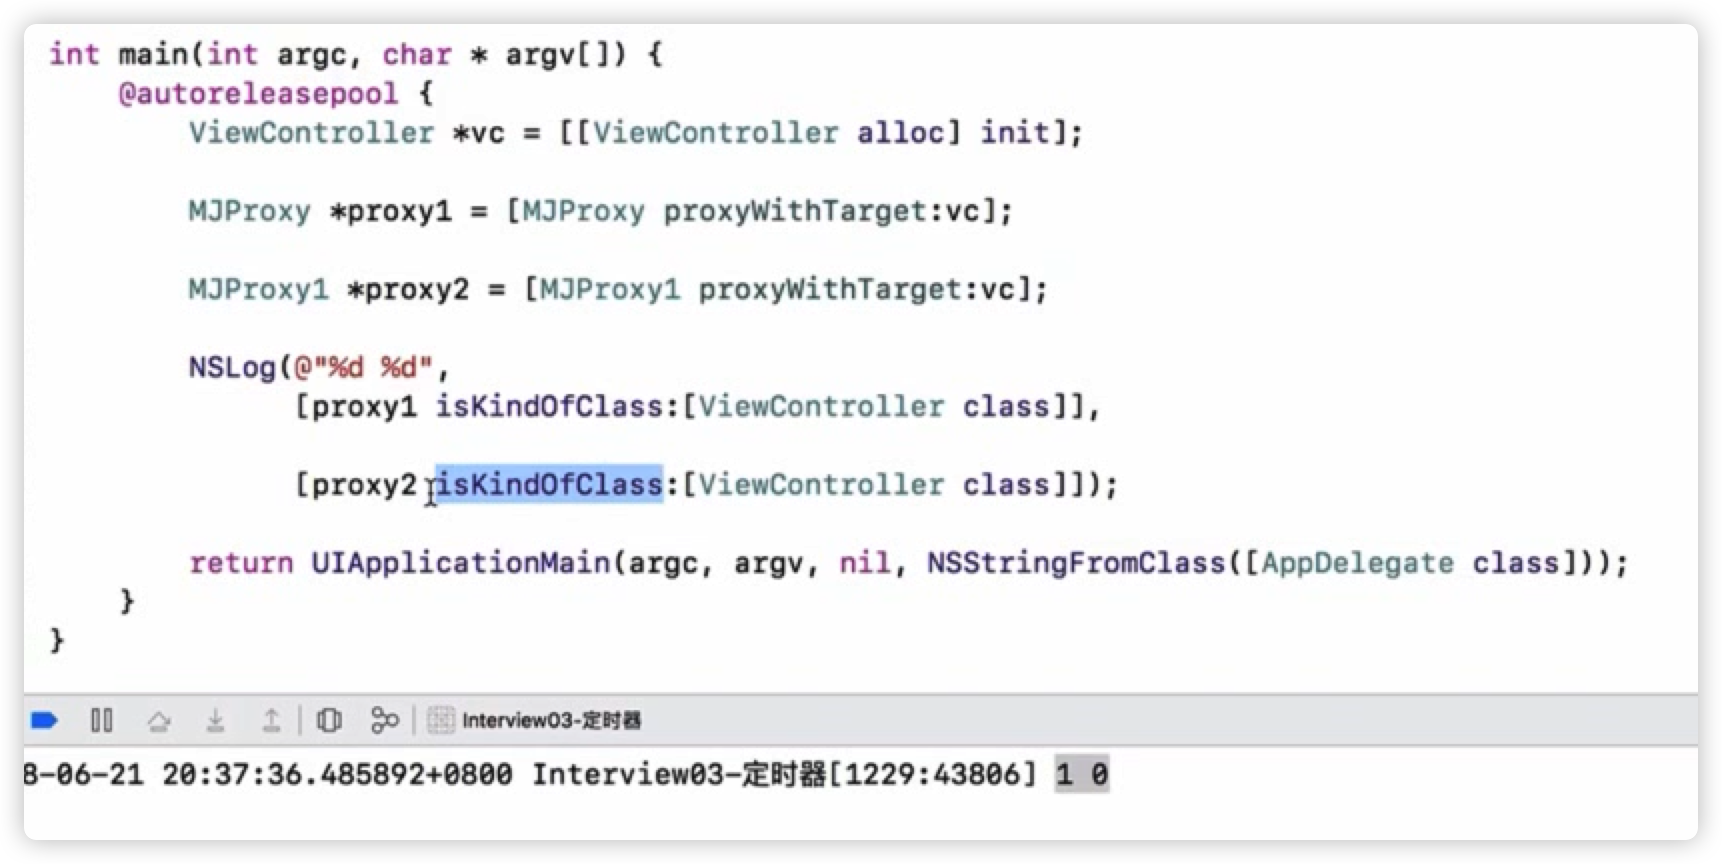 int main(int argc, char * argv[]) {
@autoreleasepool {
ViewController *vc = [[ViewController alloc] init];
MJProxy *proxy1 = [MJProxy proxyWithTarget:vc];
MJProxy1 *proxy2 = [MJProxy1 proxyWithTarget:vc];
NSLog(@"%d %d",
[proxy1 isKindOfClass:[ViewController class]],
[proxy2 isKindOfClass:[ViewController class]]);
return UIApplicationMain(argc, argv, nil, NSStringFromClass([AppDelegate class]));
}
}
Interview03-定时器
8-06-21 20:37:36.485892+0800 Interview03-定时器[1229:43806] 1 0